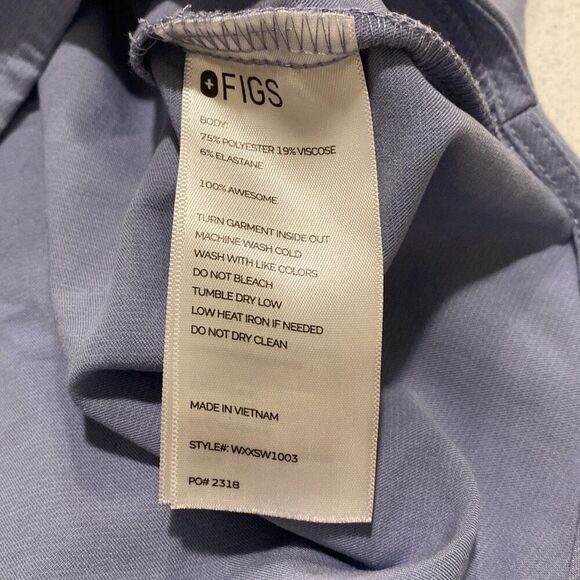 FIGS
BODY:
75% POLYESTER 19% VISCOSE
6% ELASTANE
100% AWESOME
TURN GARMENT INSIDE OUT
MACHINE WASH COLD
WASH WITH LIKE COLORS
DO NOT BLEACH
TUMBLE DRY LOW
LOW HEAT IRON IF NEEDED
DO NOT DRY CLEAN
MADE IN VIETNAM
STYLE#: WXXSW1003
PO# 2318